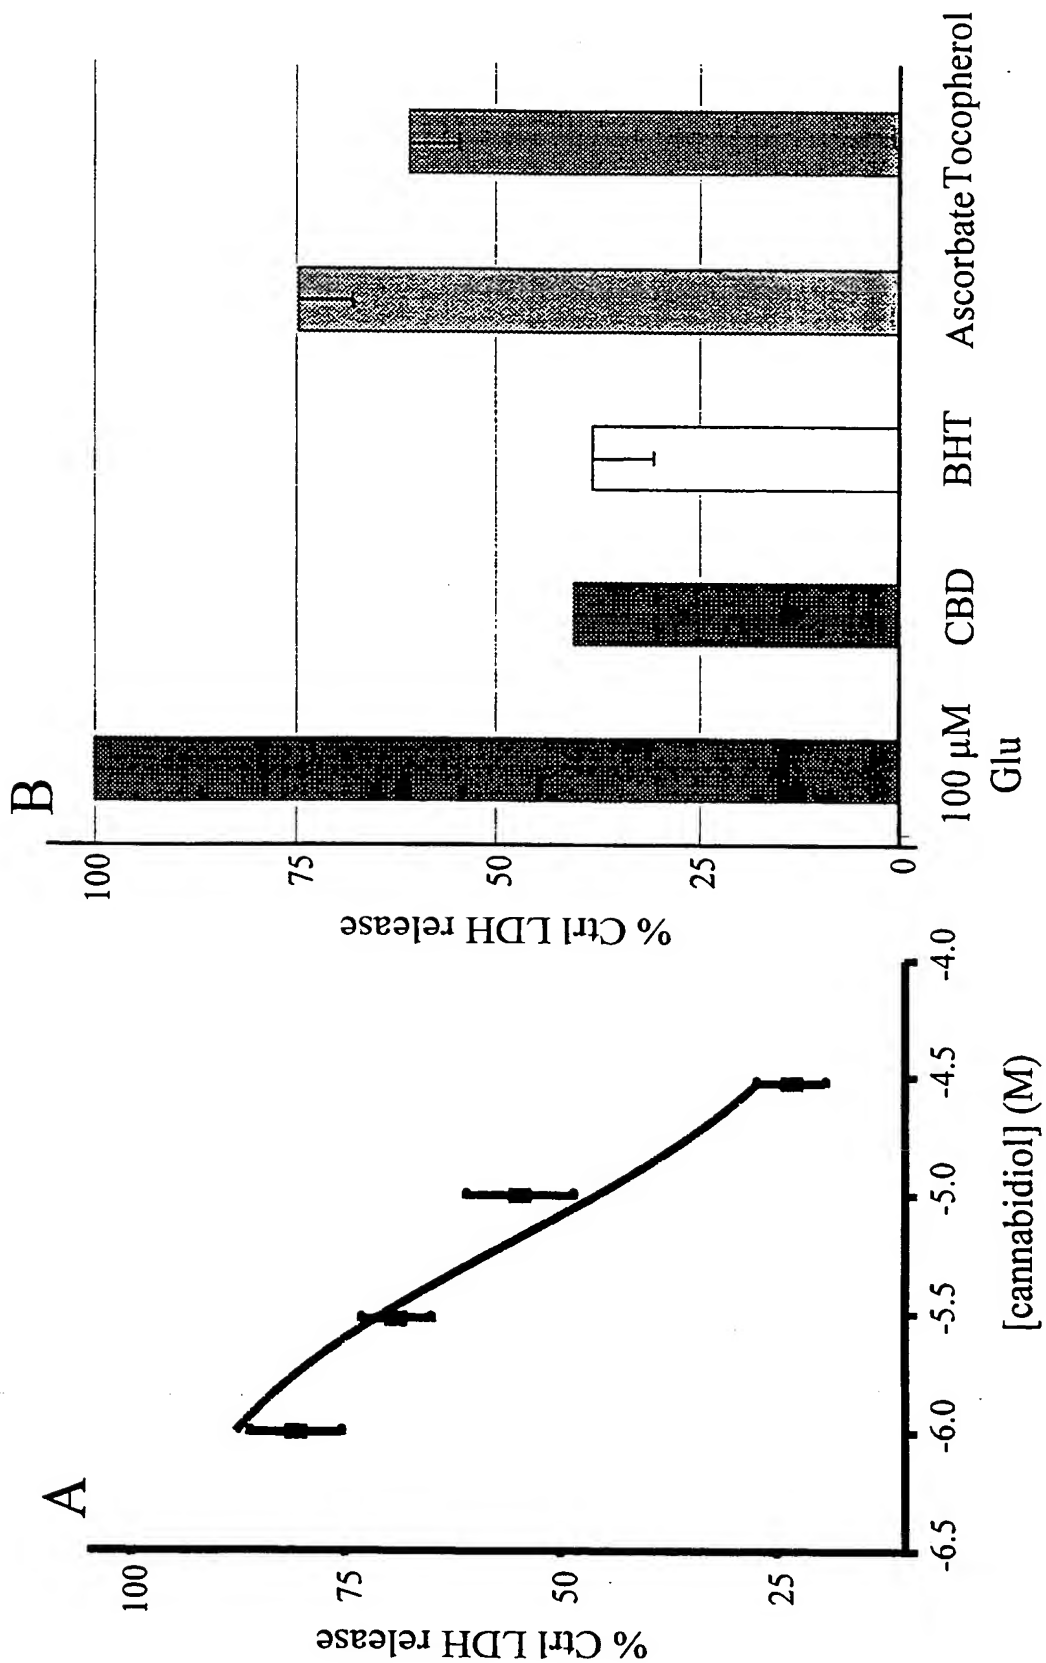 A
% Ctrl LDH release
100
75
50
25
-6.5
-6.0
-5.5
-5.0
-4.5
-4.0
[cannabidiol] (M)
B
% Ctrl LDH release
100
75
50
25
0
100 μM
Glu
CBD
BHT
Ascorbate
Tocopherol